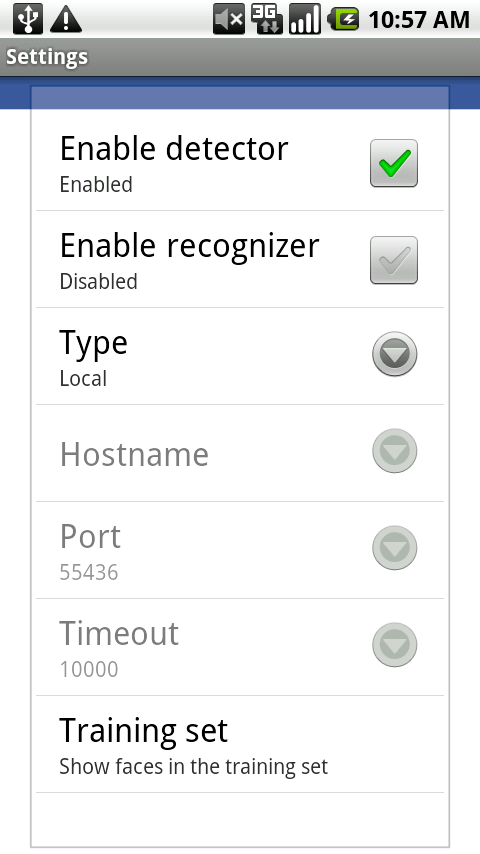 3G
10:57 AM
Settings
Enable detector
Enabled
Enable recognizer
Disabled
Type
Local
Hostname
Port
55436
Timeout
10000
Training set
Show faces in the training set